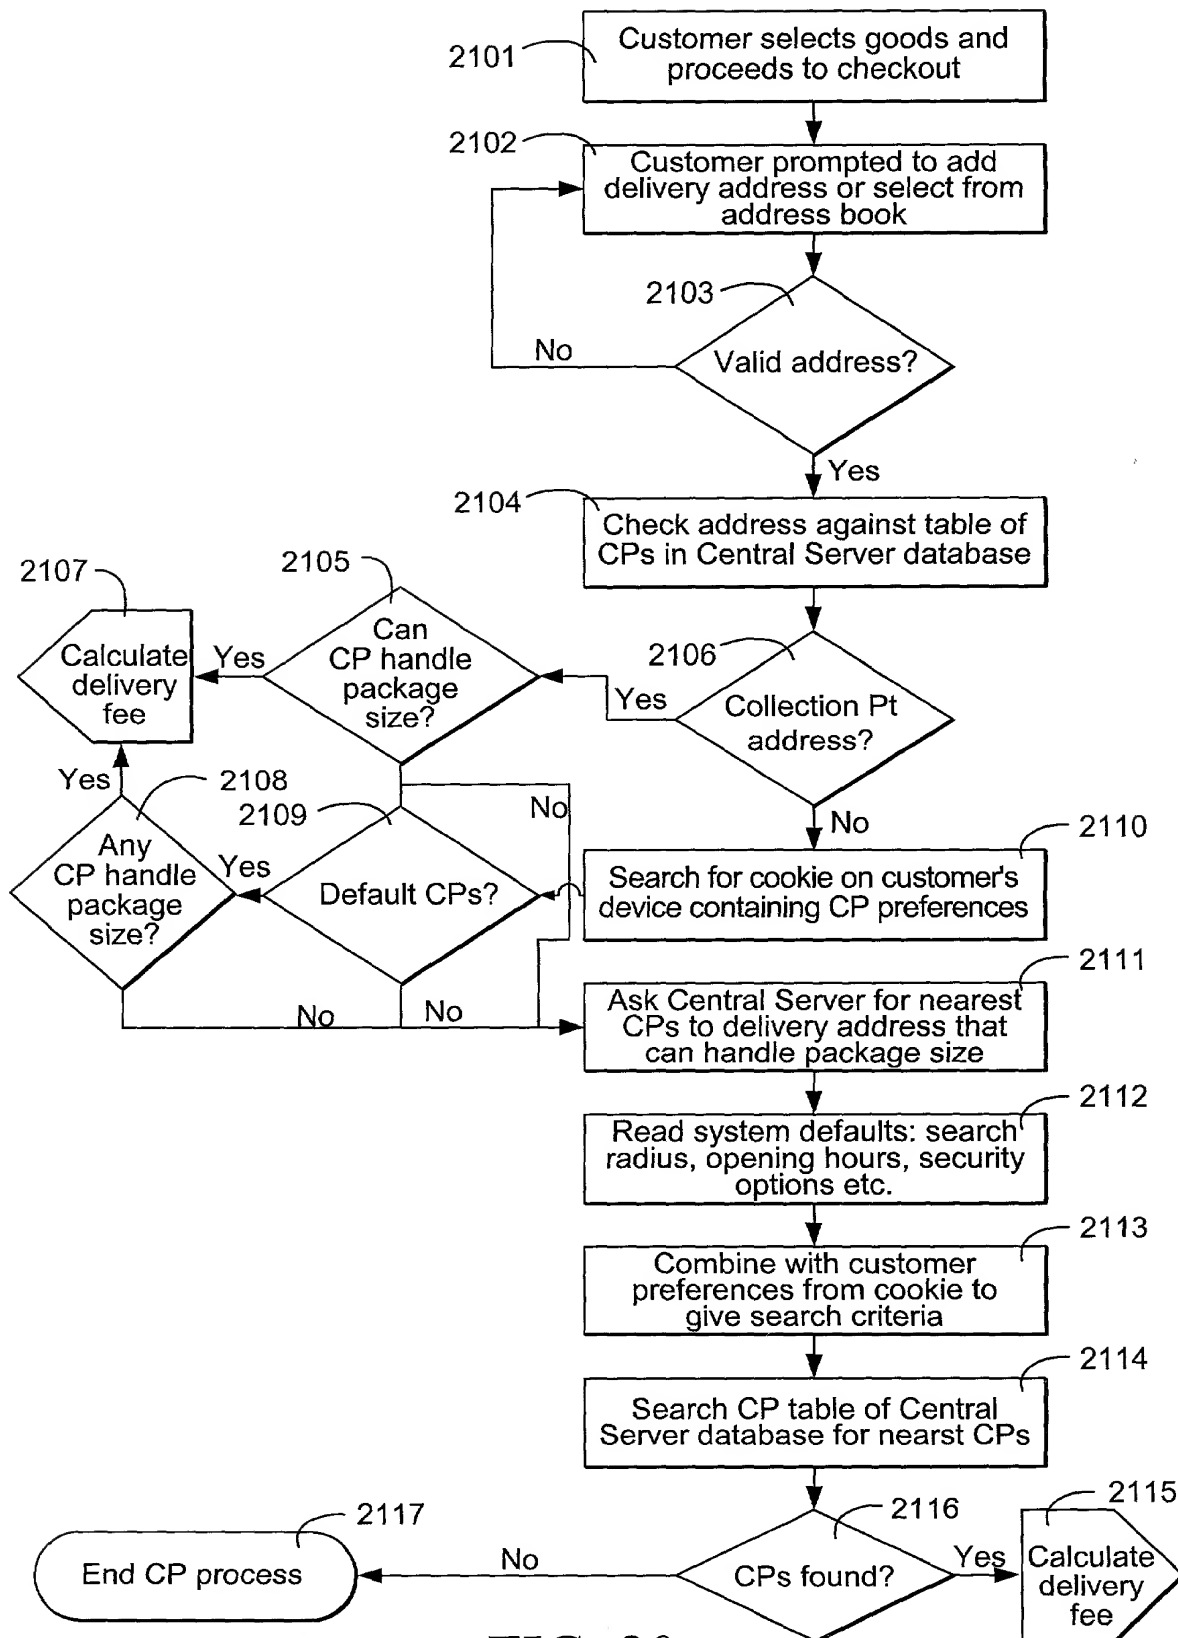 2101
Customer selects goods and
proceeds to checkout
2102
Customer prompted to add
delivery address or select from
address book
2103
Valid address?
No
Yes
2104
Check address against table of
CPs in Central Server database
2107
Calculate
delivery
fee
Yes
2105
Can
CP handle
package
size?
2106
Collection Pt
address?
Yes
No
Yes
2108
Any
CP handle
package
size?
2109
Default CPs?
Yes
No
2110
Search for cookie on customer's
device containing CP preferences
No
No
2111
Ask Central Server for nearest
CPs to delivery address that
can handle package size
2112
Read system defaults: search
radius, opening hours, security
options etc.
2113
Combine with customer
preferences from cookie to
give search criteria
2114
Search CP table of Central
Server database for nearst CPs
2117
End CP process
No
2116
CPs found?
Yes
2115
Calculate
delivery
fee